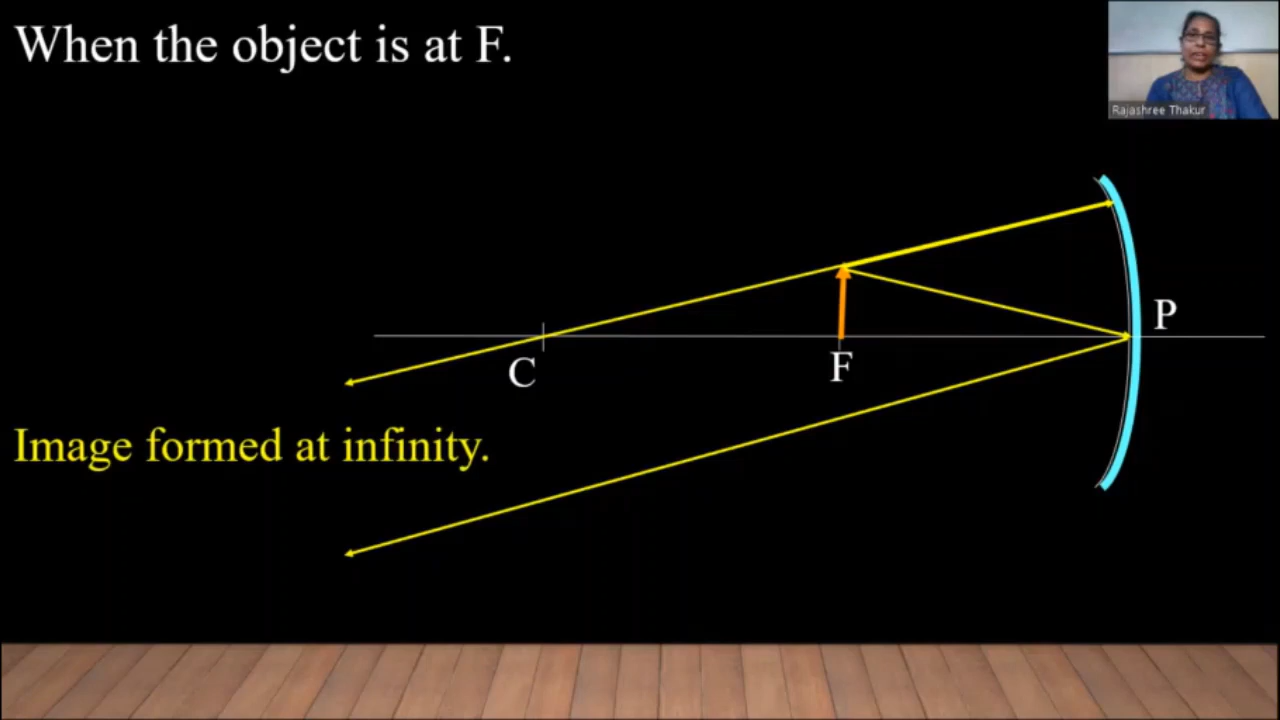 When the object is at F.
Rajashree Thakur
P
C
F
Image formed at infinity.